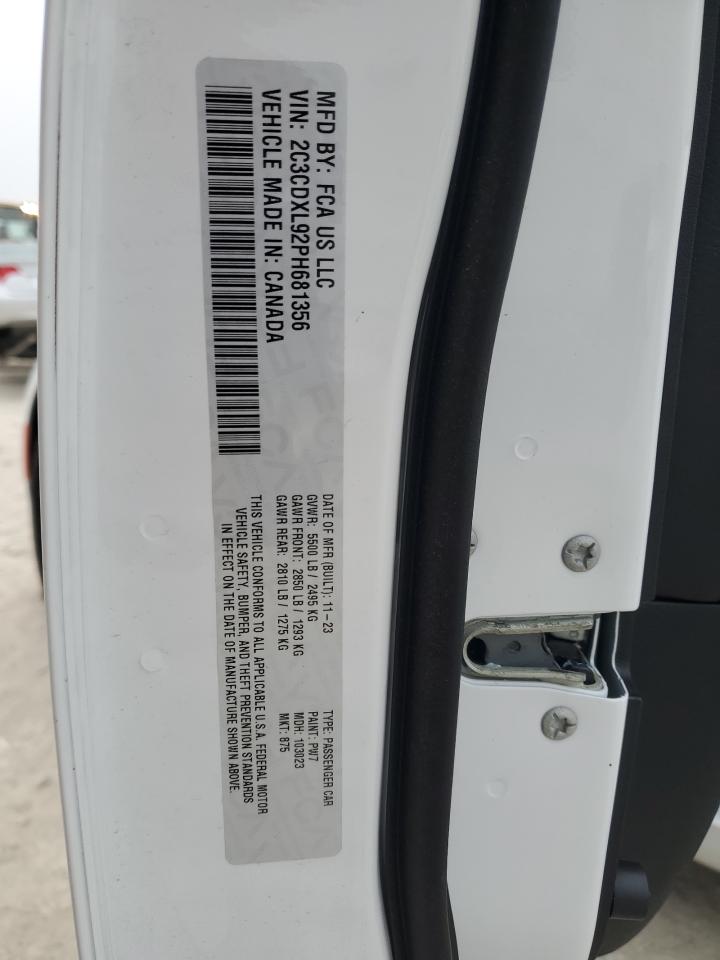 MFD BY: FCA US LLC
VIN: 2C3CDXL92PH681356
VEHICLE MADE IN: CANADA
DATE OF MFR (BUILT): 11-23
GVWR: 5500 LB / 2495 KG
GAWR FRONT: 2850 LB / 1293 KG
GAWR REAR: 2810 LB / 1275 KG
TYPE: PASSENGER CAR
PAINT: PW7
MDH: 103023
MKT: 875
THIS VEHICLE CONFORMS TO ALL APPLICABLE U.S.A. FEDERAL MOTOR
VEHICLE SAFETY, BUMPER, AND THEFT PREVENTION STANDARDS
IN EFFECT ON THE DATE OF MANUFACTURE SHOWN ABOVE.